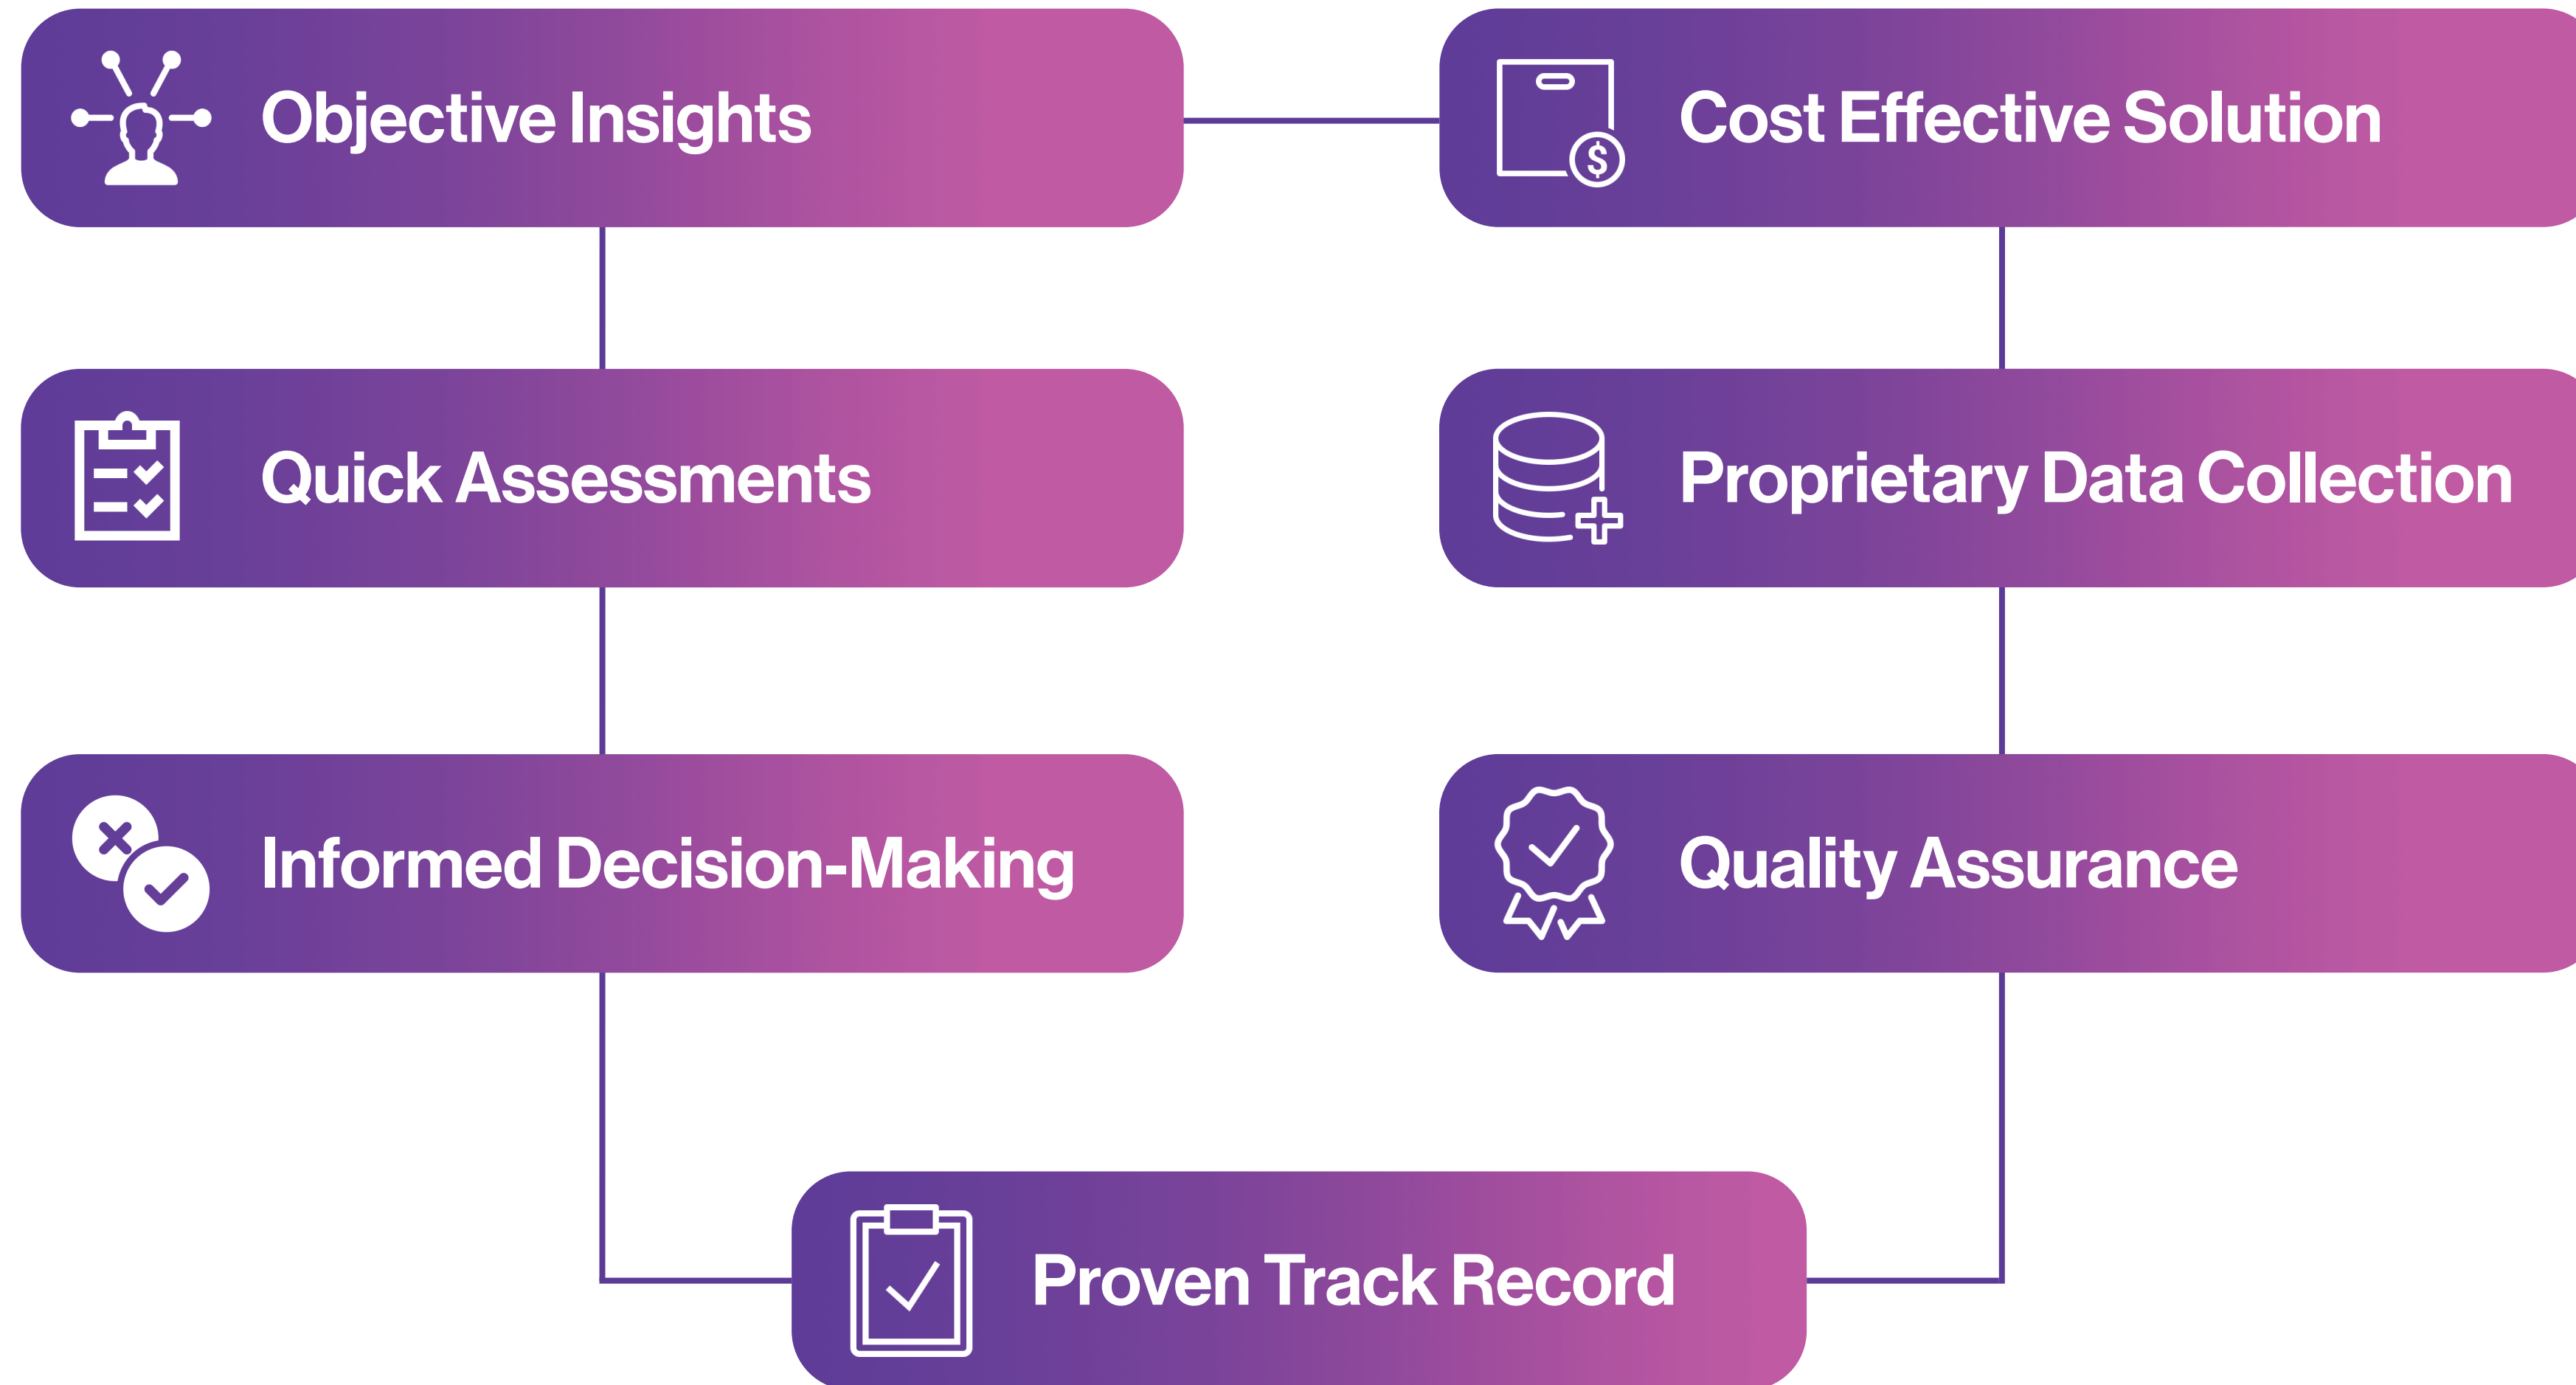 Objective Insights
Cost Effective Solution
Quick Assessments
Proprietary Data Collection
Informed Decision-Making
Quality Assurance
Proven Track Record